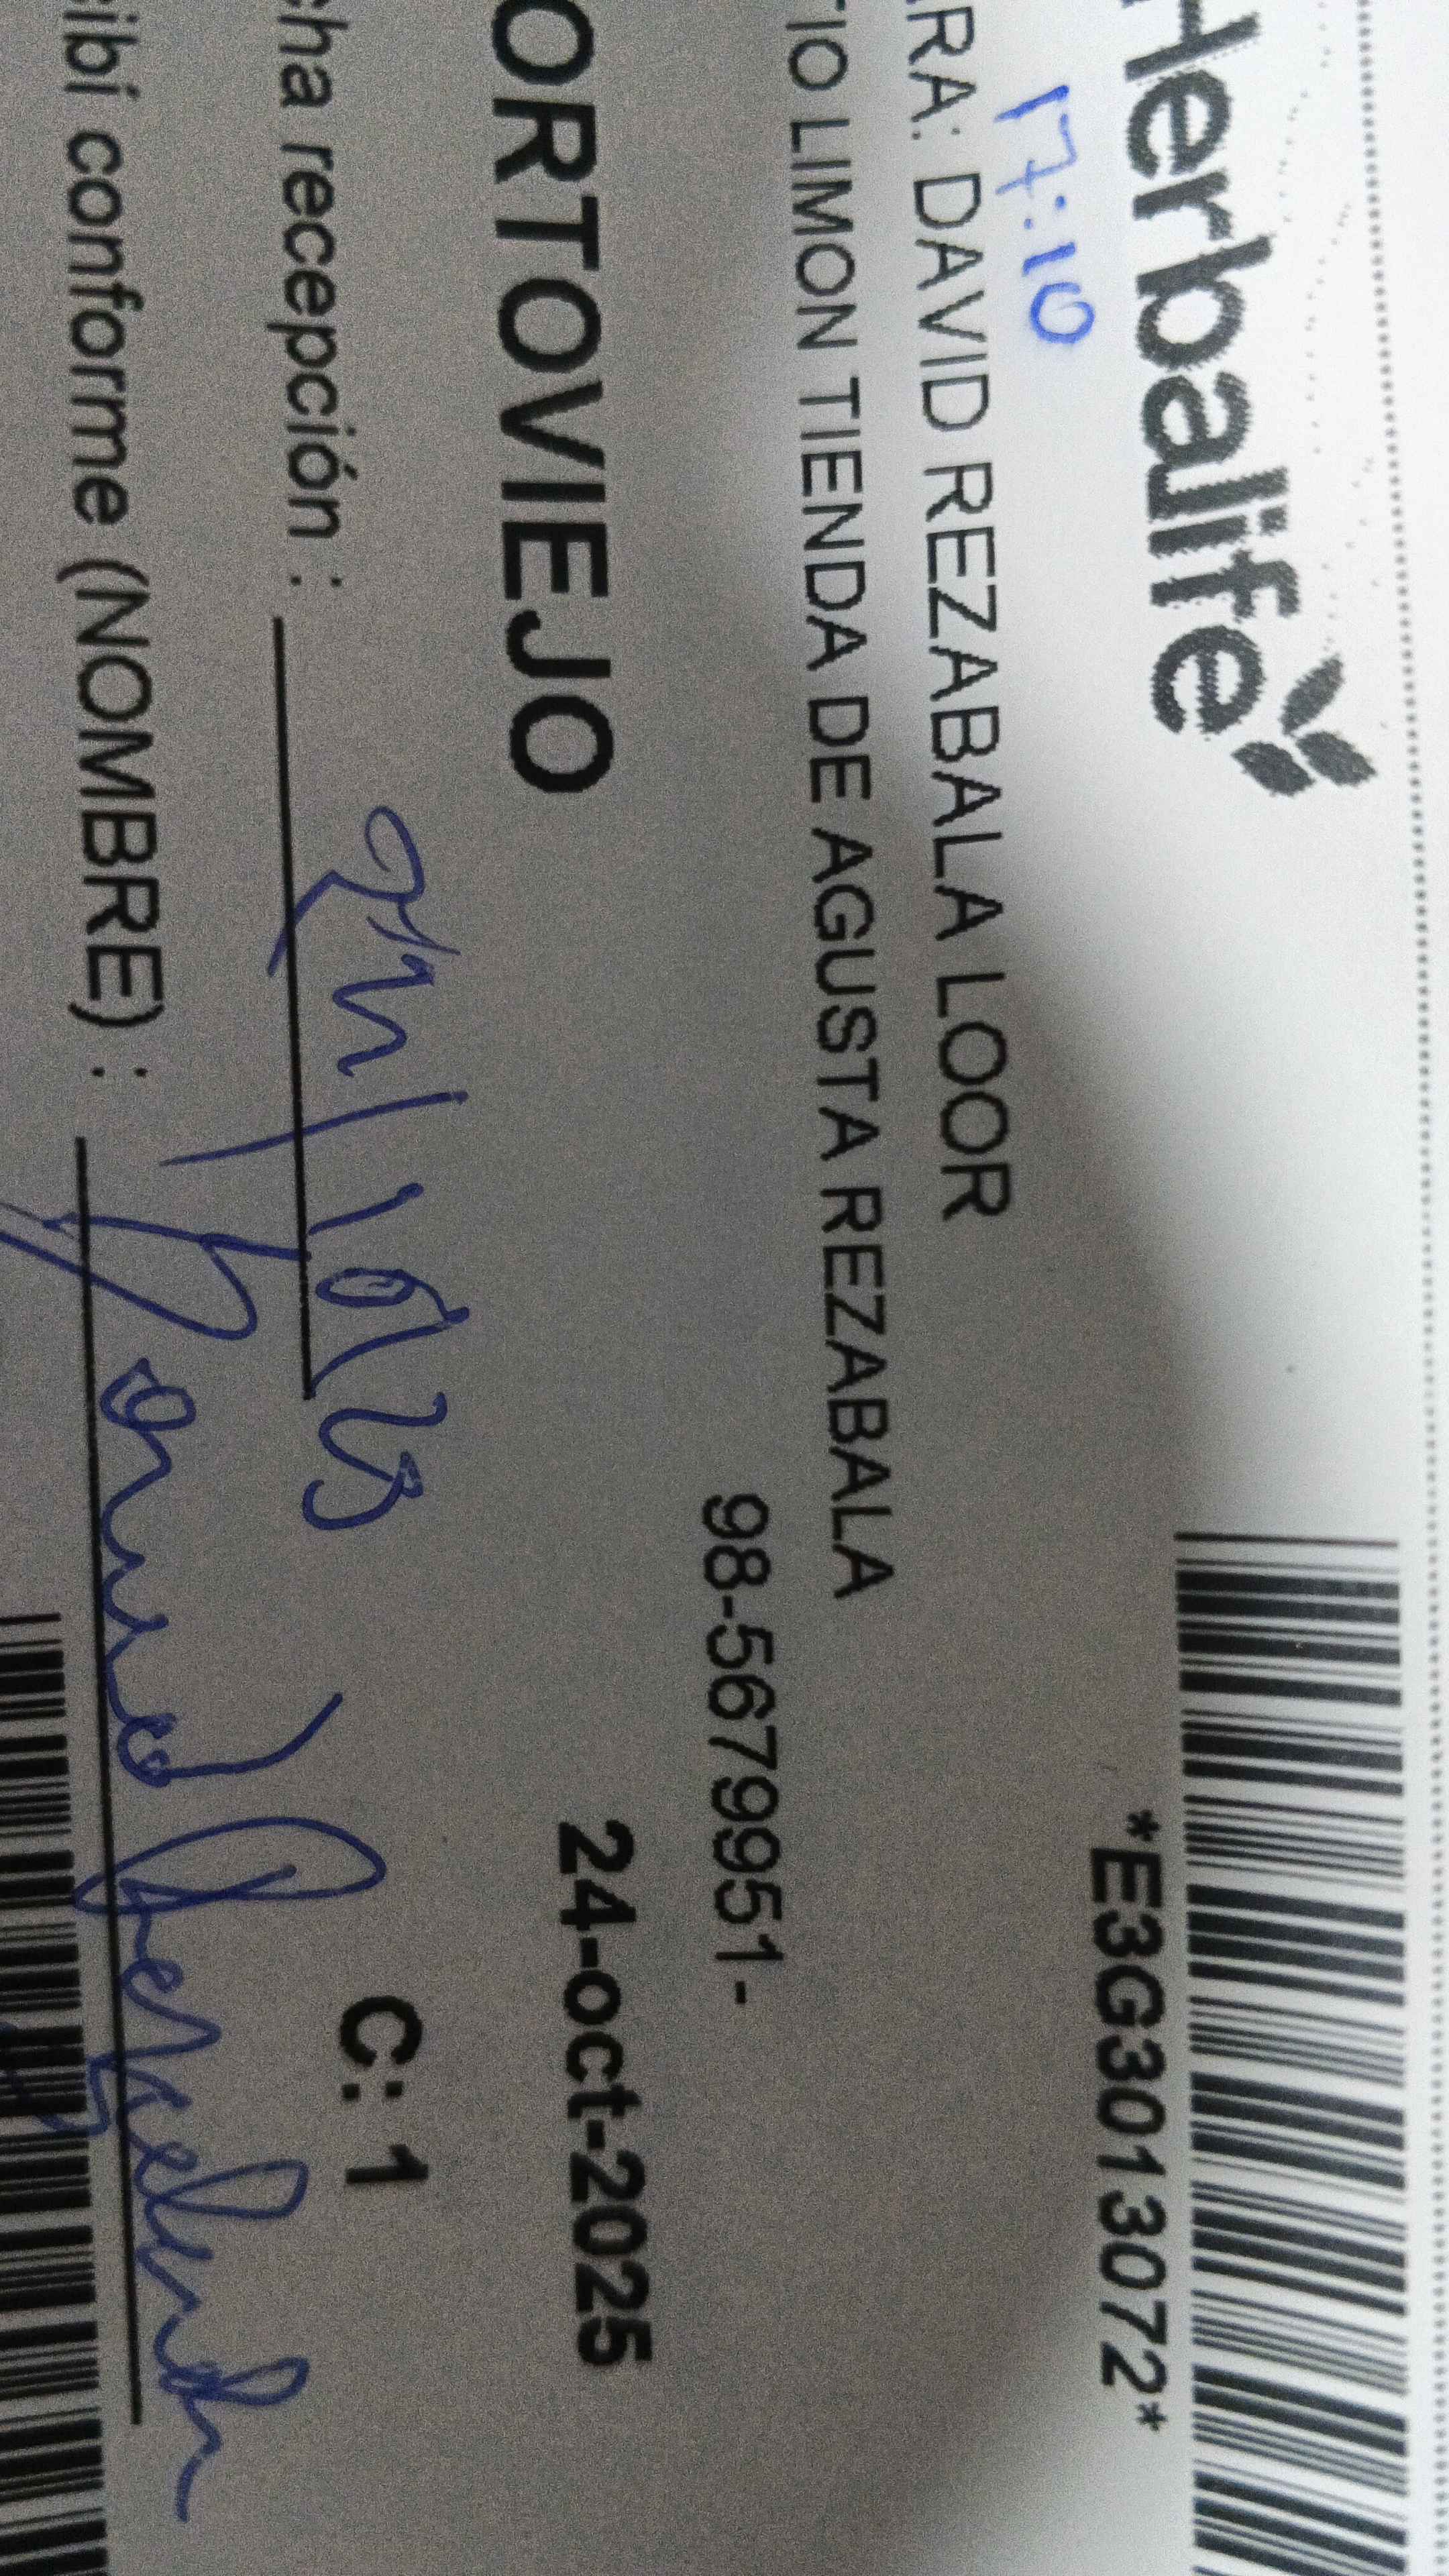 Herbalife
17:10
*E3G3013072*
RA: DAVID REZABALA LOOR
TIO LIMON TIENDA DE AGUSTA REZABALA
98-5679951-
ORTOVIEJO
24-oct-2025
cha recepción :
C: 1
cibí conforme (NOMBRE) :